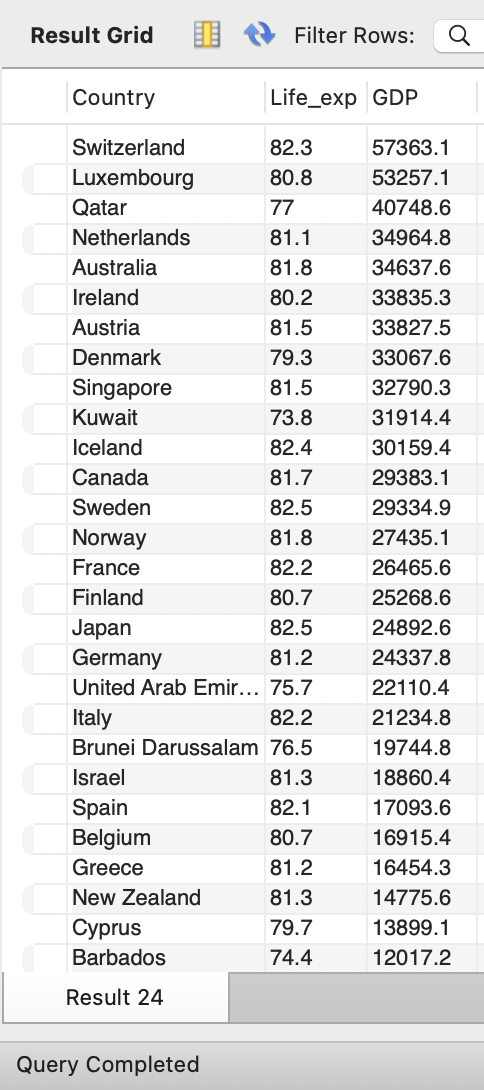 Result Grid Filter Rows:
Country Life_exp GDP
Switzerland 82.3 57363.1
Luxembourg 80.8 53257.1
Qatar 77 40748.6
Netherlands 81.1 34964.8
Australia 81.8 34637.6
Ireland 80.2 33835.3
Austria 81.5 33827.5
Denmark 79.3 33067.6
Singapore 81.5 32790.3
Kuwait 73.8 31914.4
Iceland 82.4 30159.4
Canada 81.7 29383.1
Sweden 82.5 29334.9
Norway 81.8 27435.1
France 82.2 26465.6
Finland 80.7 25268.6
Japan 82.5 24892.6
Germany 81.2 24337.8
United Arab Emir... 75.7 22110.4
Italy 82.2 21234.8
Brunei Darussalam 76.5 19744.8
Israel 81.3 18860.4
Spain 82.1 17093.6
Belgium 80.7 16915.4
Greece 81.2 16454.3
New Zealand 81.3 14775.6
Cyprus 79.7 13899.1
Barbados 74.4 12017.2
Result 24
Query Completed